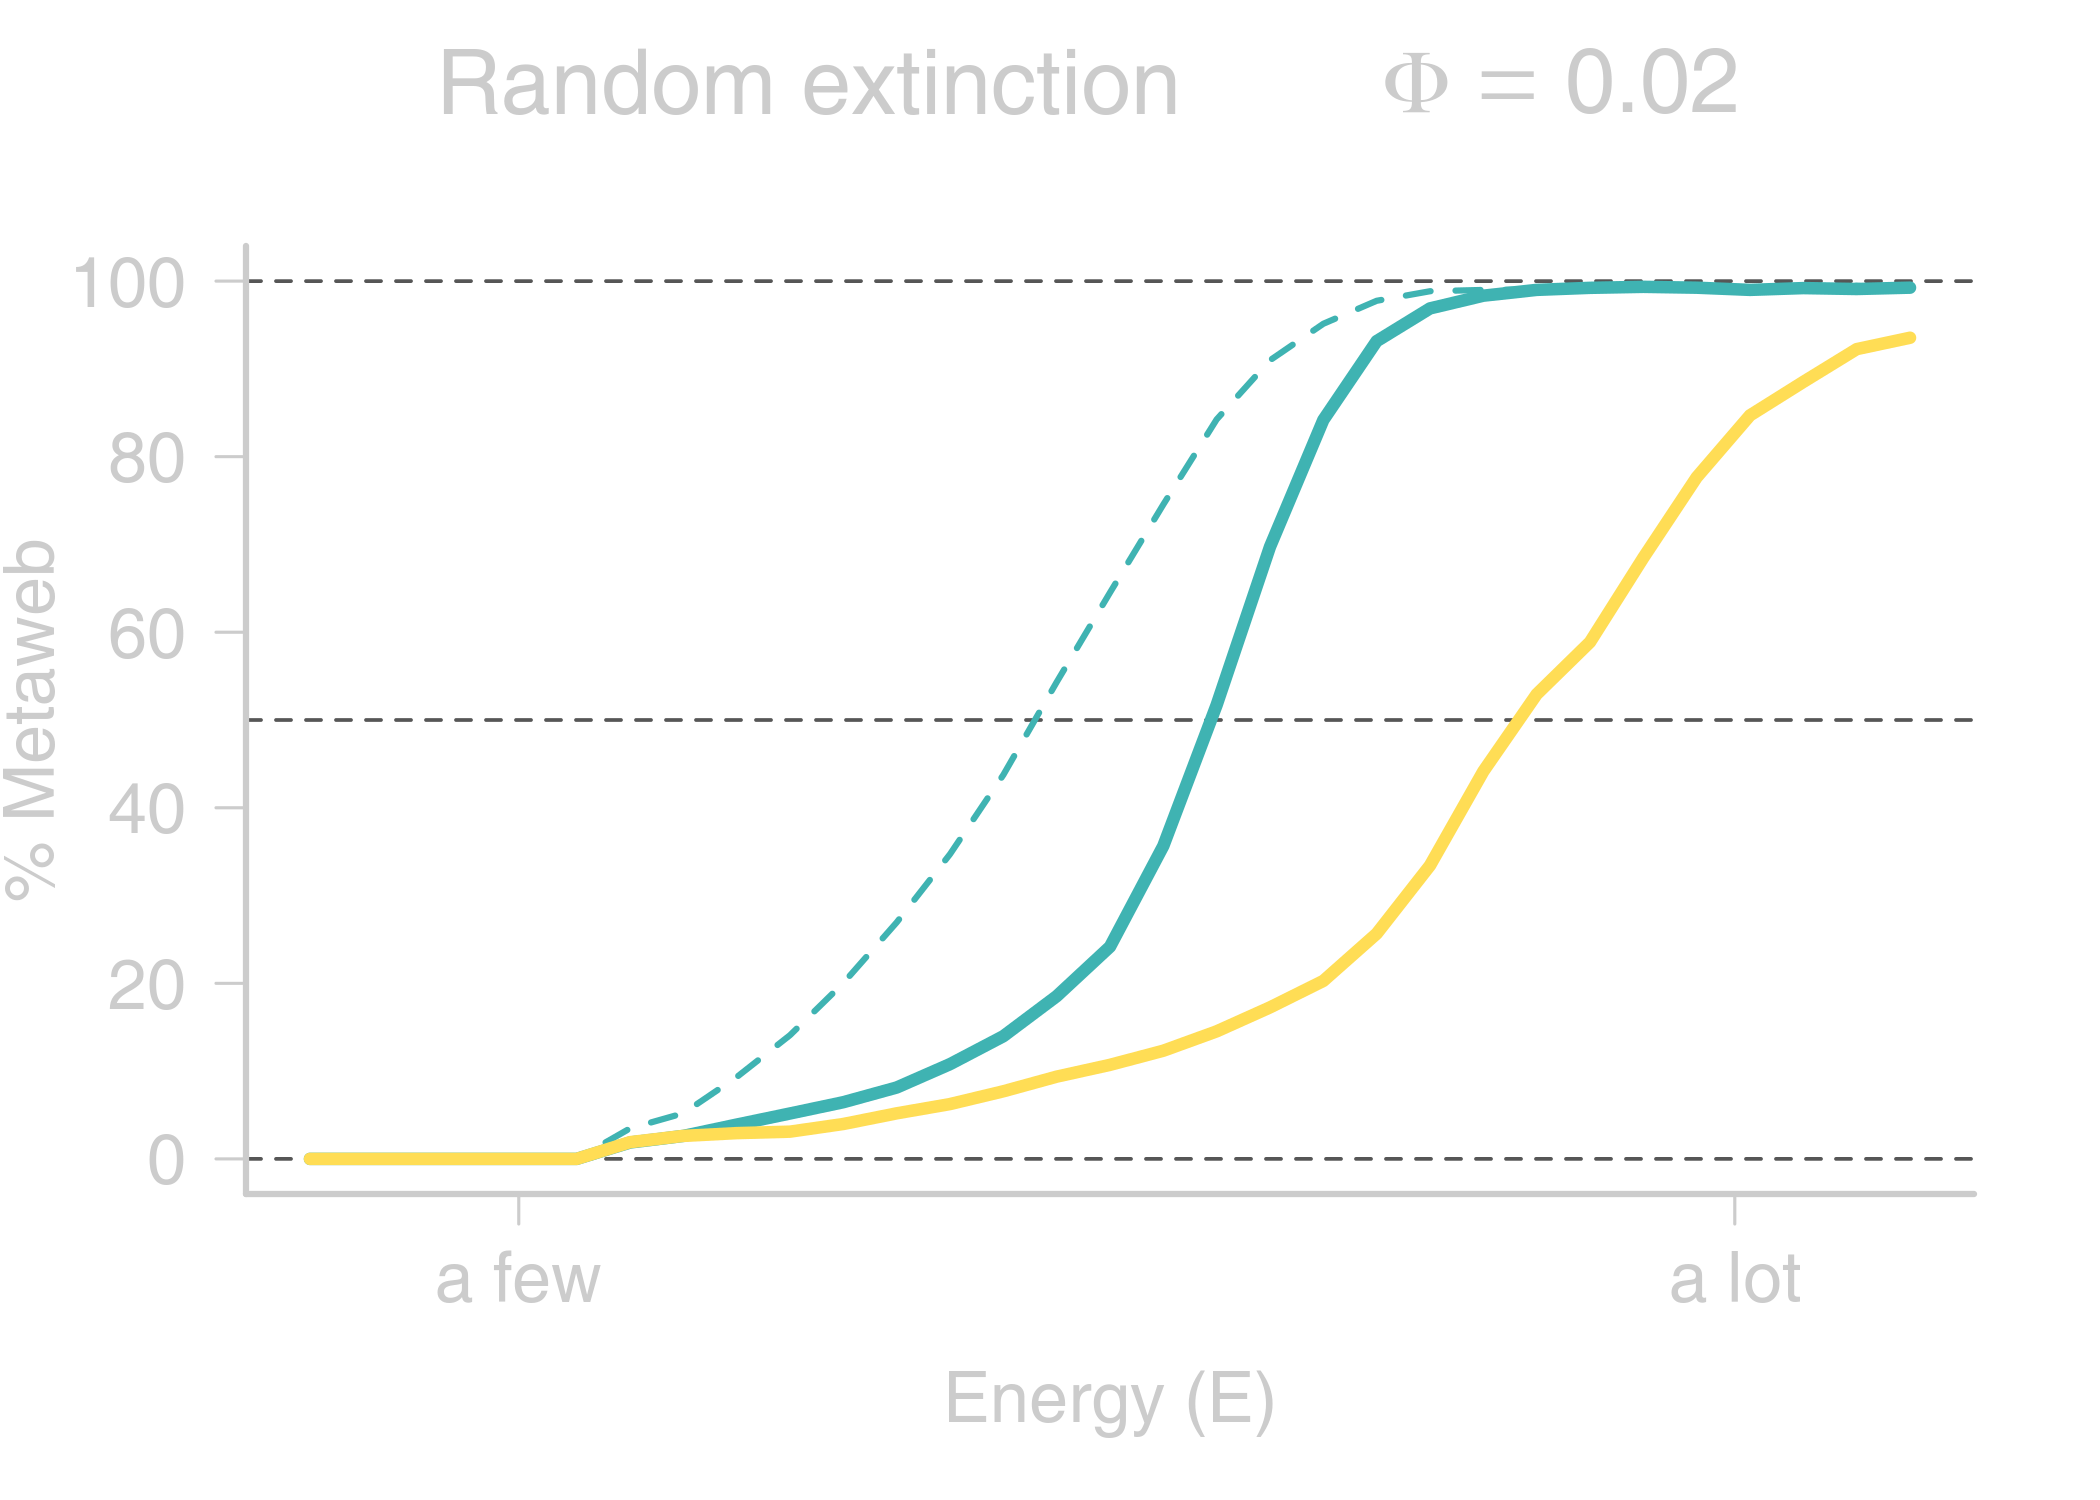 Random extinction Φ = 0.02
100
80
60
40
20
0
% Metaweb
a few a lot
Energy (E)